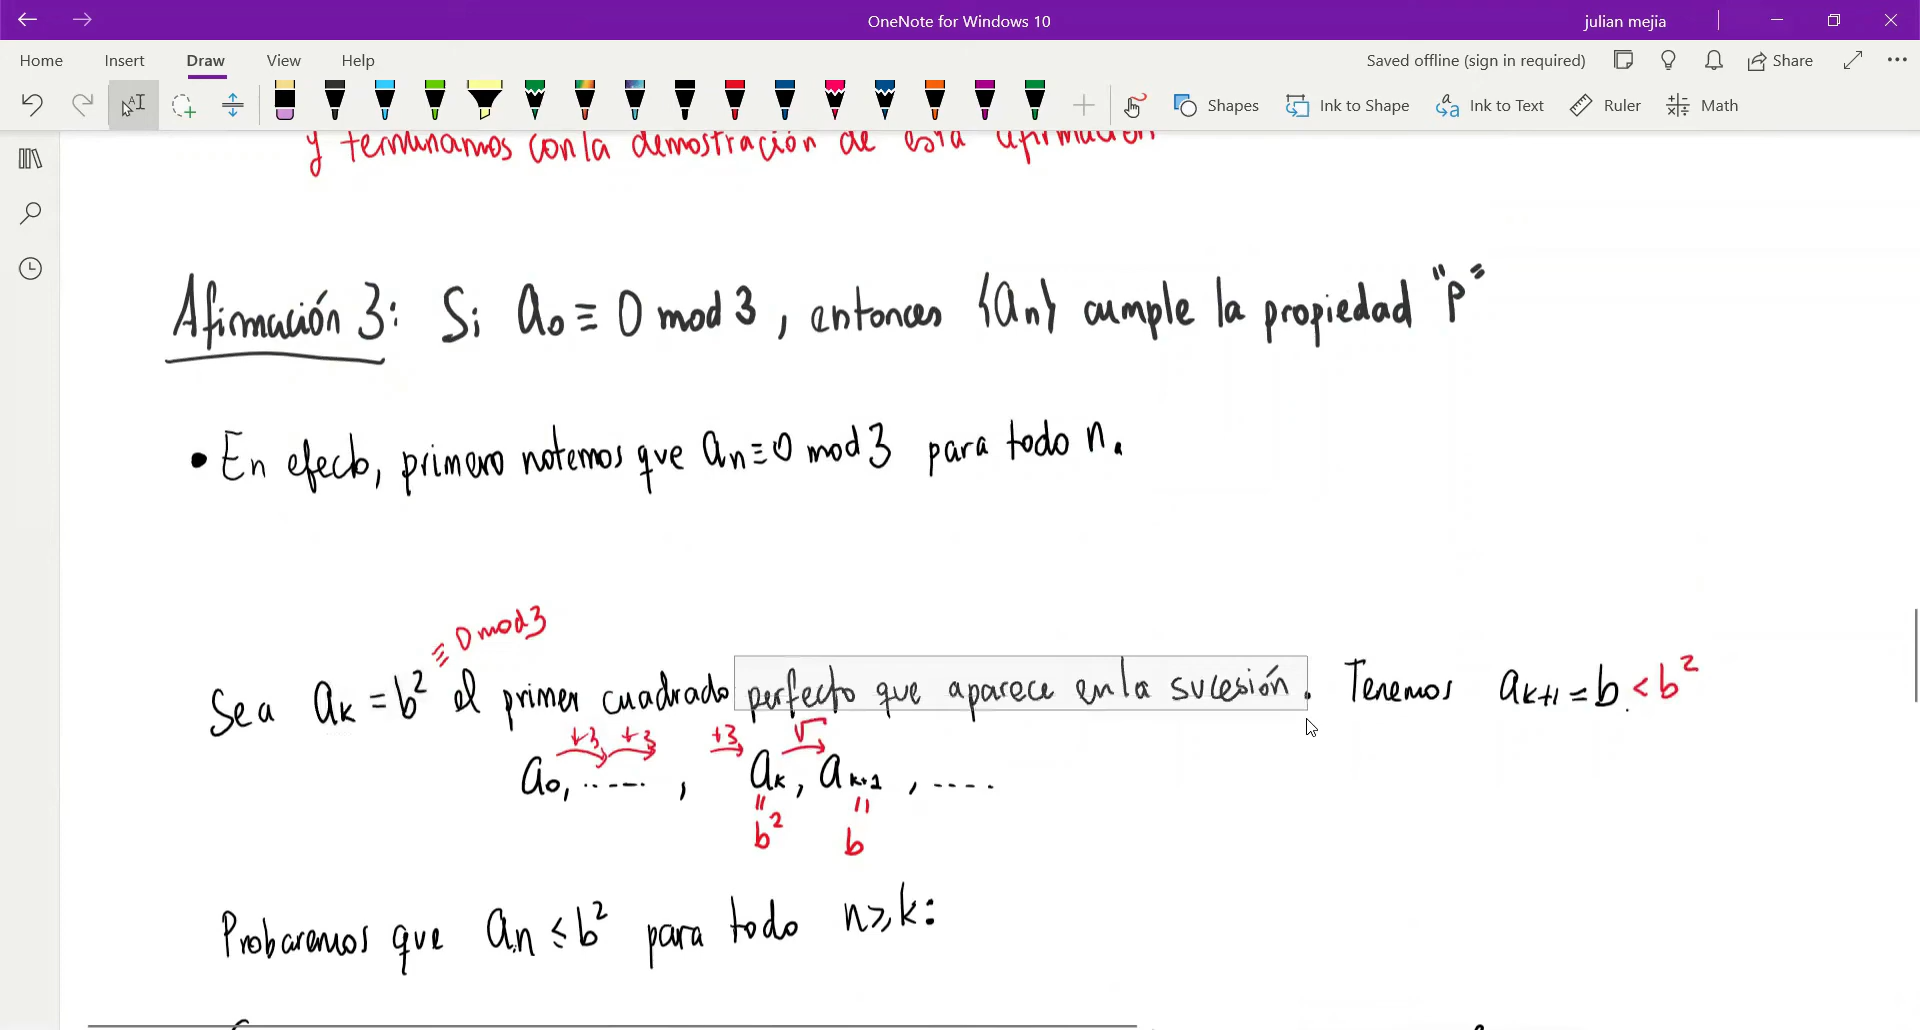 OneNote for Windows 10
julian mejia
Home Insert Draw View Help
Saved offline (sign in required) Share
Shapes Ink to Shape Ink to Text Ruler Math
y terminamos con la demostración de esta afirmación
Afirmación 3: Si a₀ ≡ 0 mod 3, entonces {aₙ} cumple la propiedad "P"
• En efecto, primero notemos que aₙ ≡ 0 mod 3 para todo n.
≡ 0 mod 3
Sea aₖ = b² el primer cuadrado perfecto que aparece en la sucesión. Tenemos aₖ₊₁ = b. < b²
+3 +3 +3 √
a₀, ......, aₖ, aₖ₊₁, ....
= =
b² b
Probaremos que aₙ ≤ b² para todo n ≥ k: